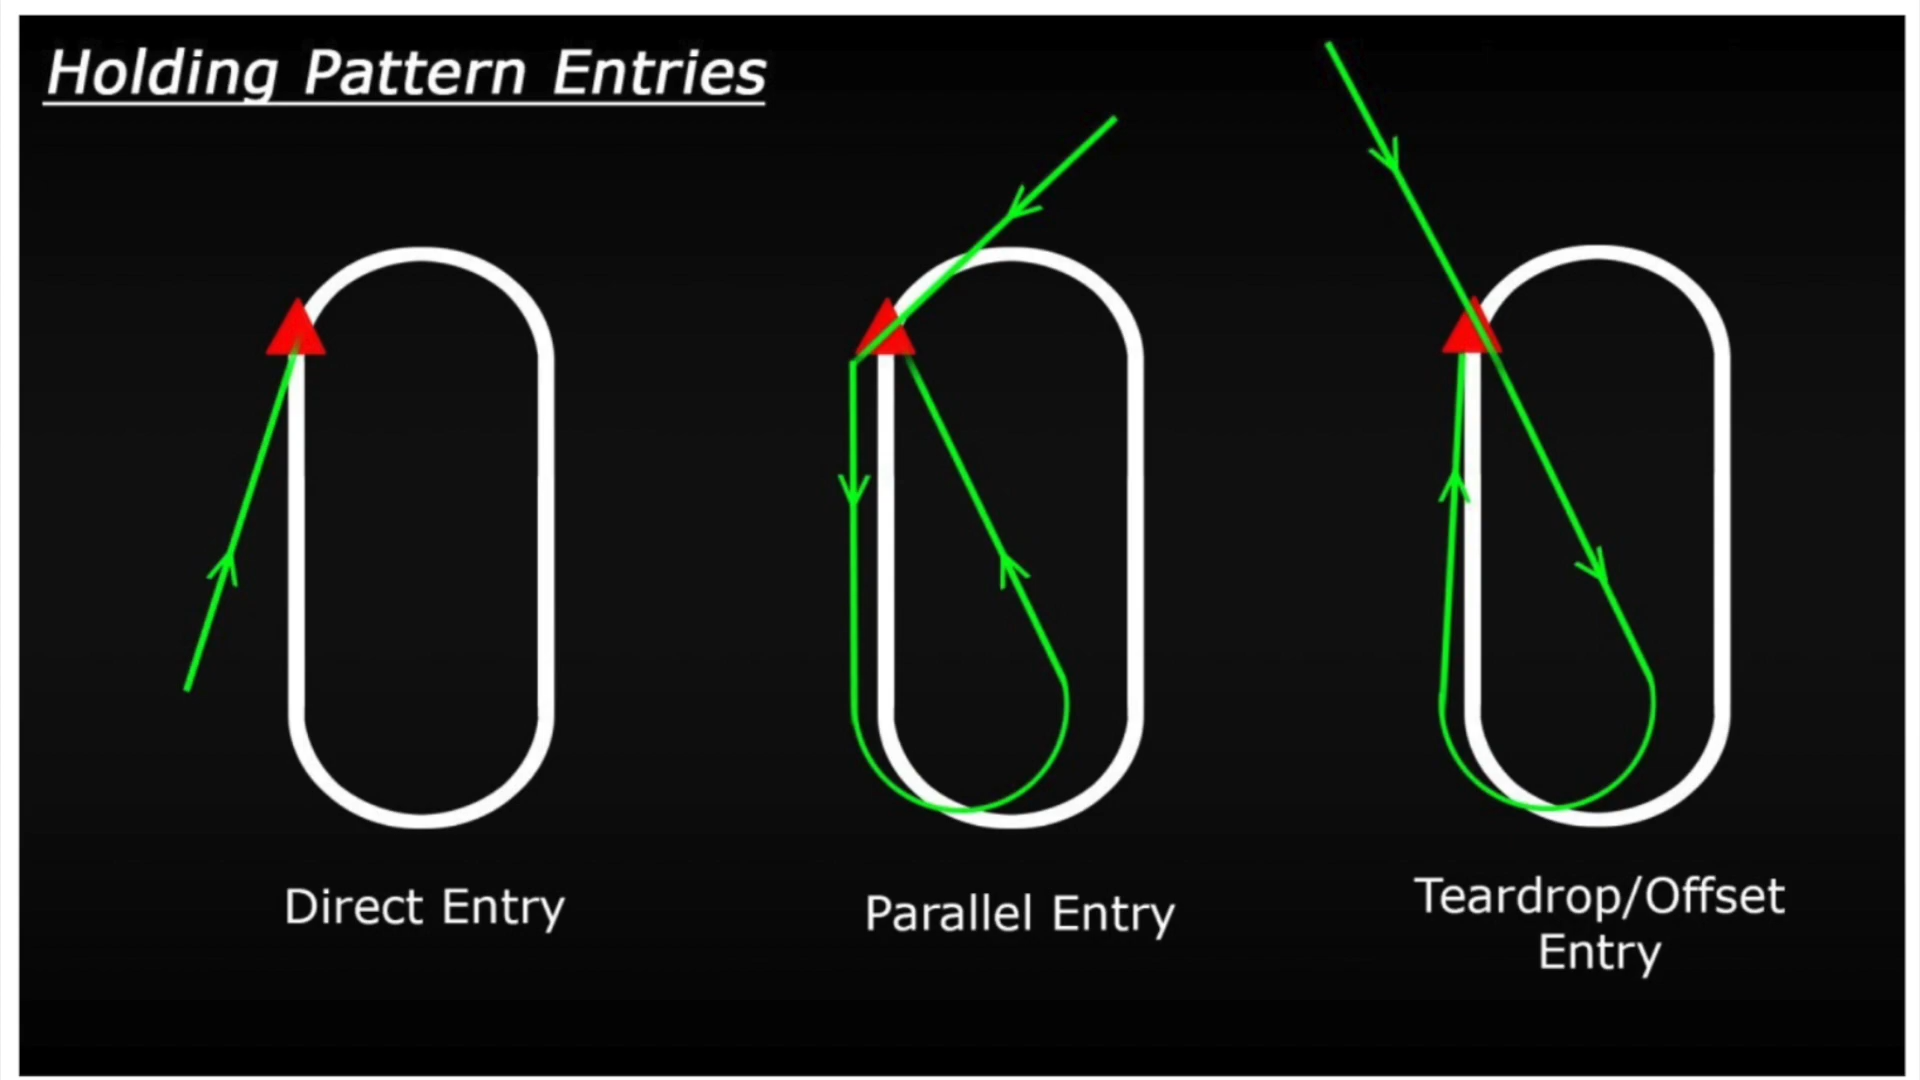 Holding Pattern Entries
Direct Entry
Parallel Entry
Teardrop/Offset
Entry